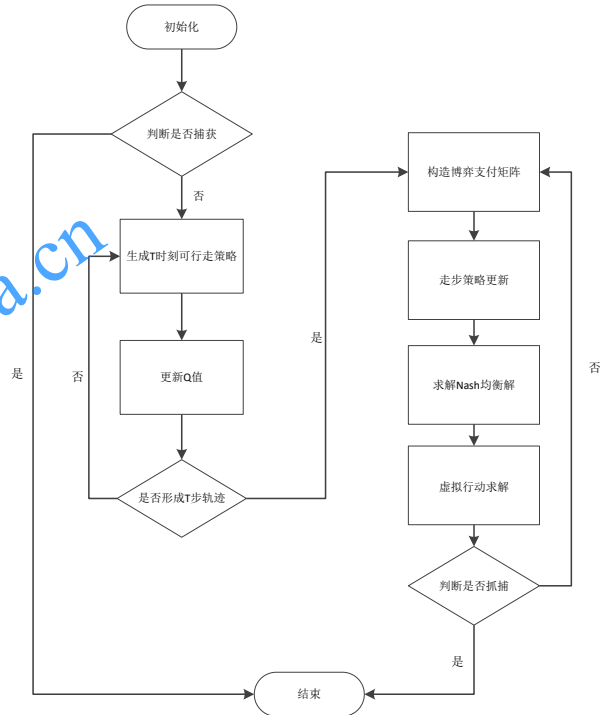 初始化
判断是否捕获
否
生成T时刻可行走策略
更新Q值
是否形成T步轨迹
是
否
是
构造博弈支付矩阵
走步策略更新
求解Nash均衡解
虚拟行动求解
判断是否抓捕
否
是
结束
a.cn